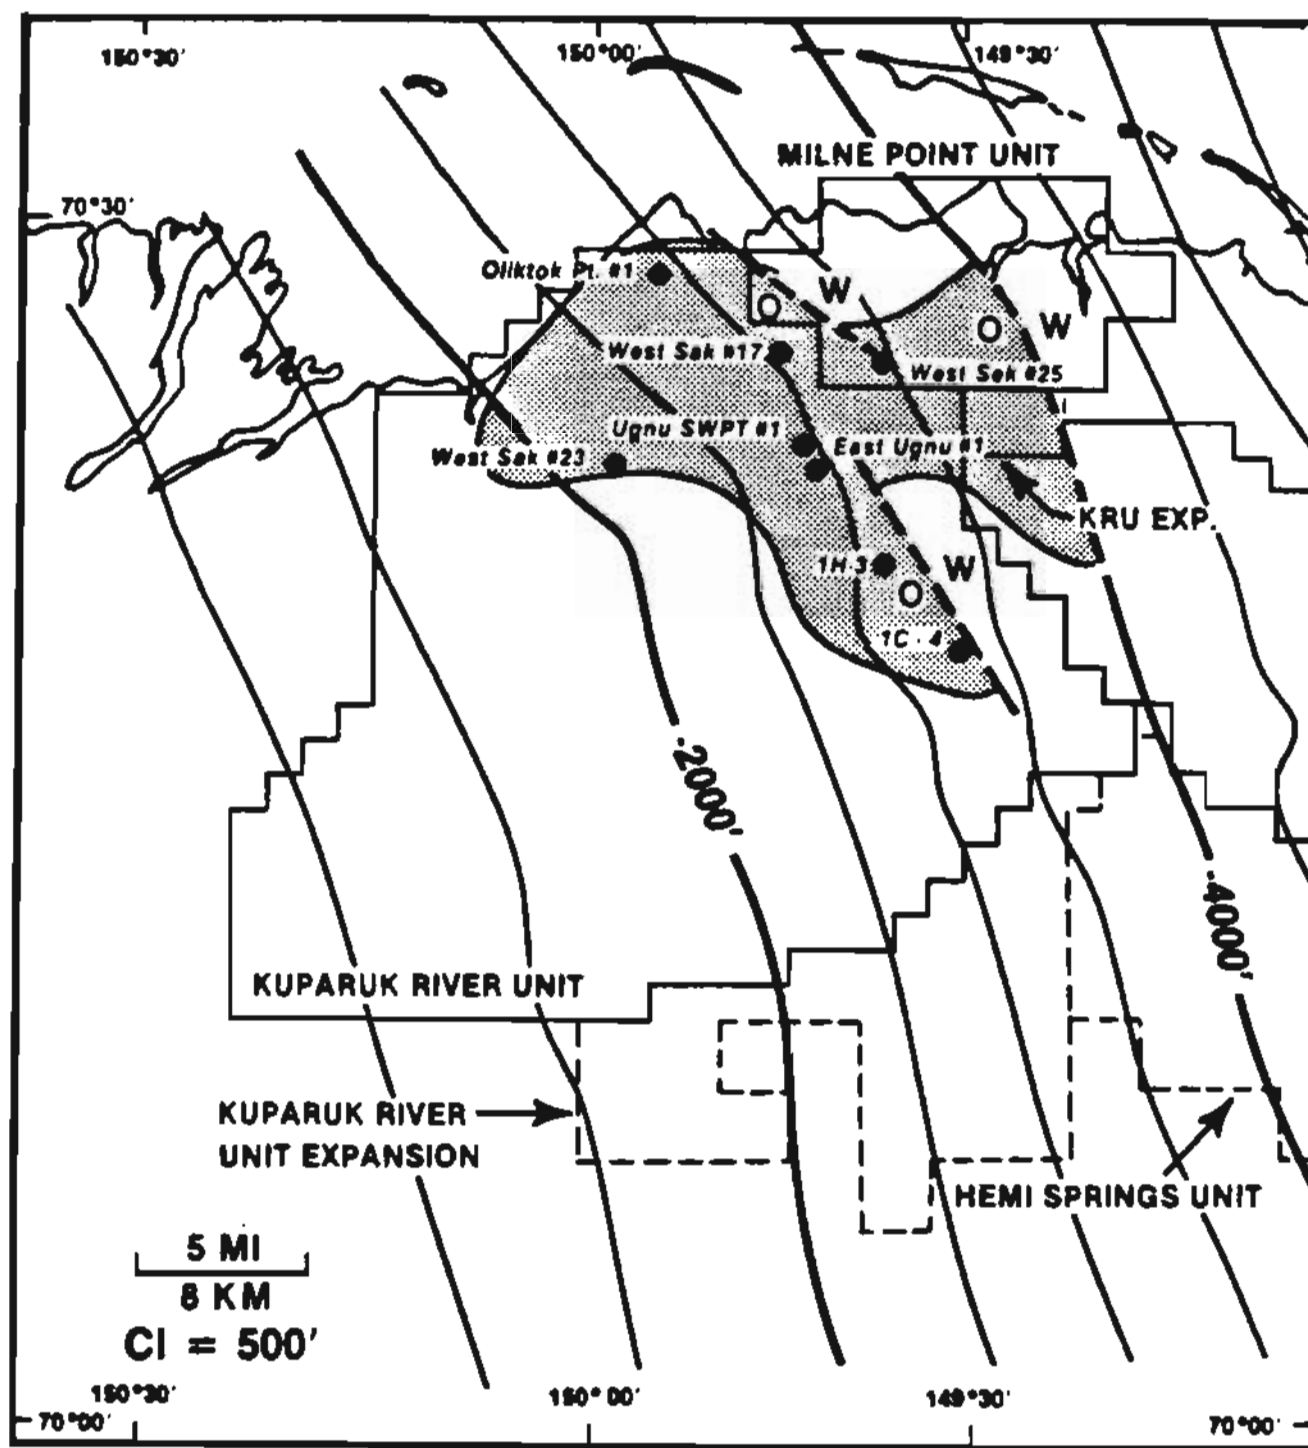 150°30'
150°00'
149°30'
MILNE POINT UNIT
70°30'
Oliktok Pt. #1
W
O
W
O
West Sak #17
West Sak #25
Ugnu SWPT #1
East Ugnu #1
West Sak #23
KRU EXP.
1H-3
W
O
1C-4
-2000'
-4000'
KUPARUK RIVER UNIT
KUPARUK RIVER
UNIT EXPANSION
HEMI SPRINGS UNIT
5 MI
8 KM
CI = 500'
150°30'
150°00'
149°30'
70°00'
70°00'